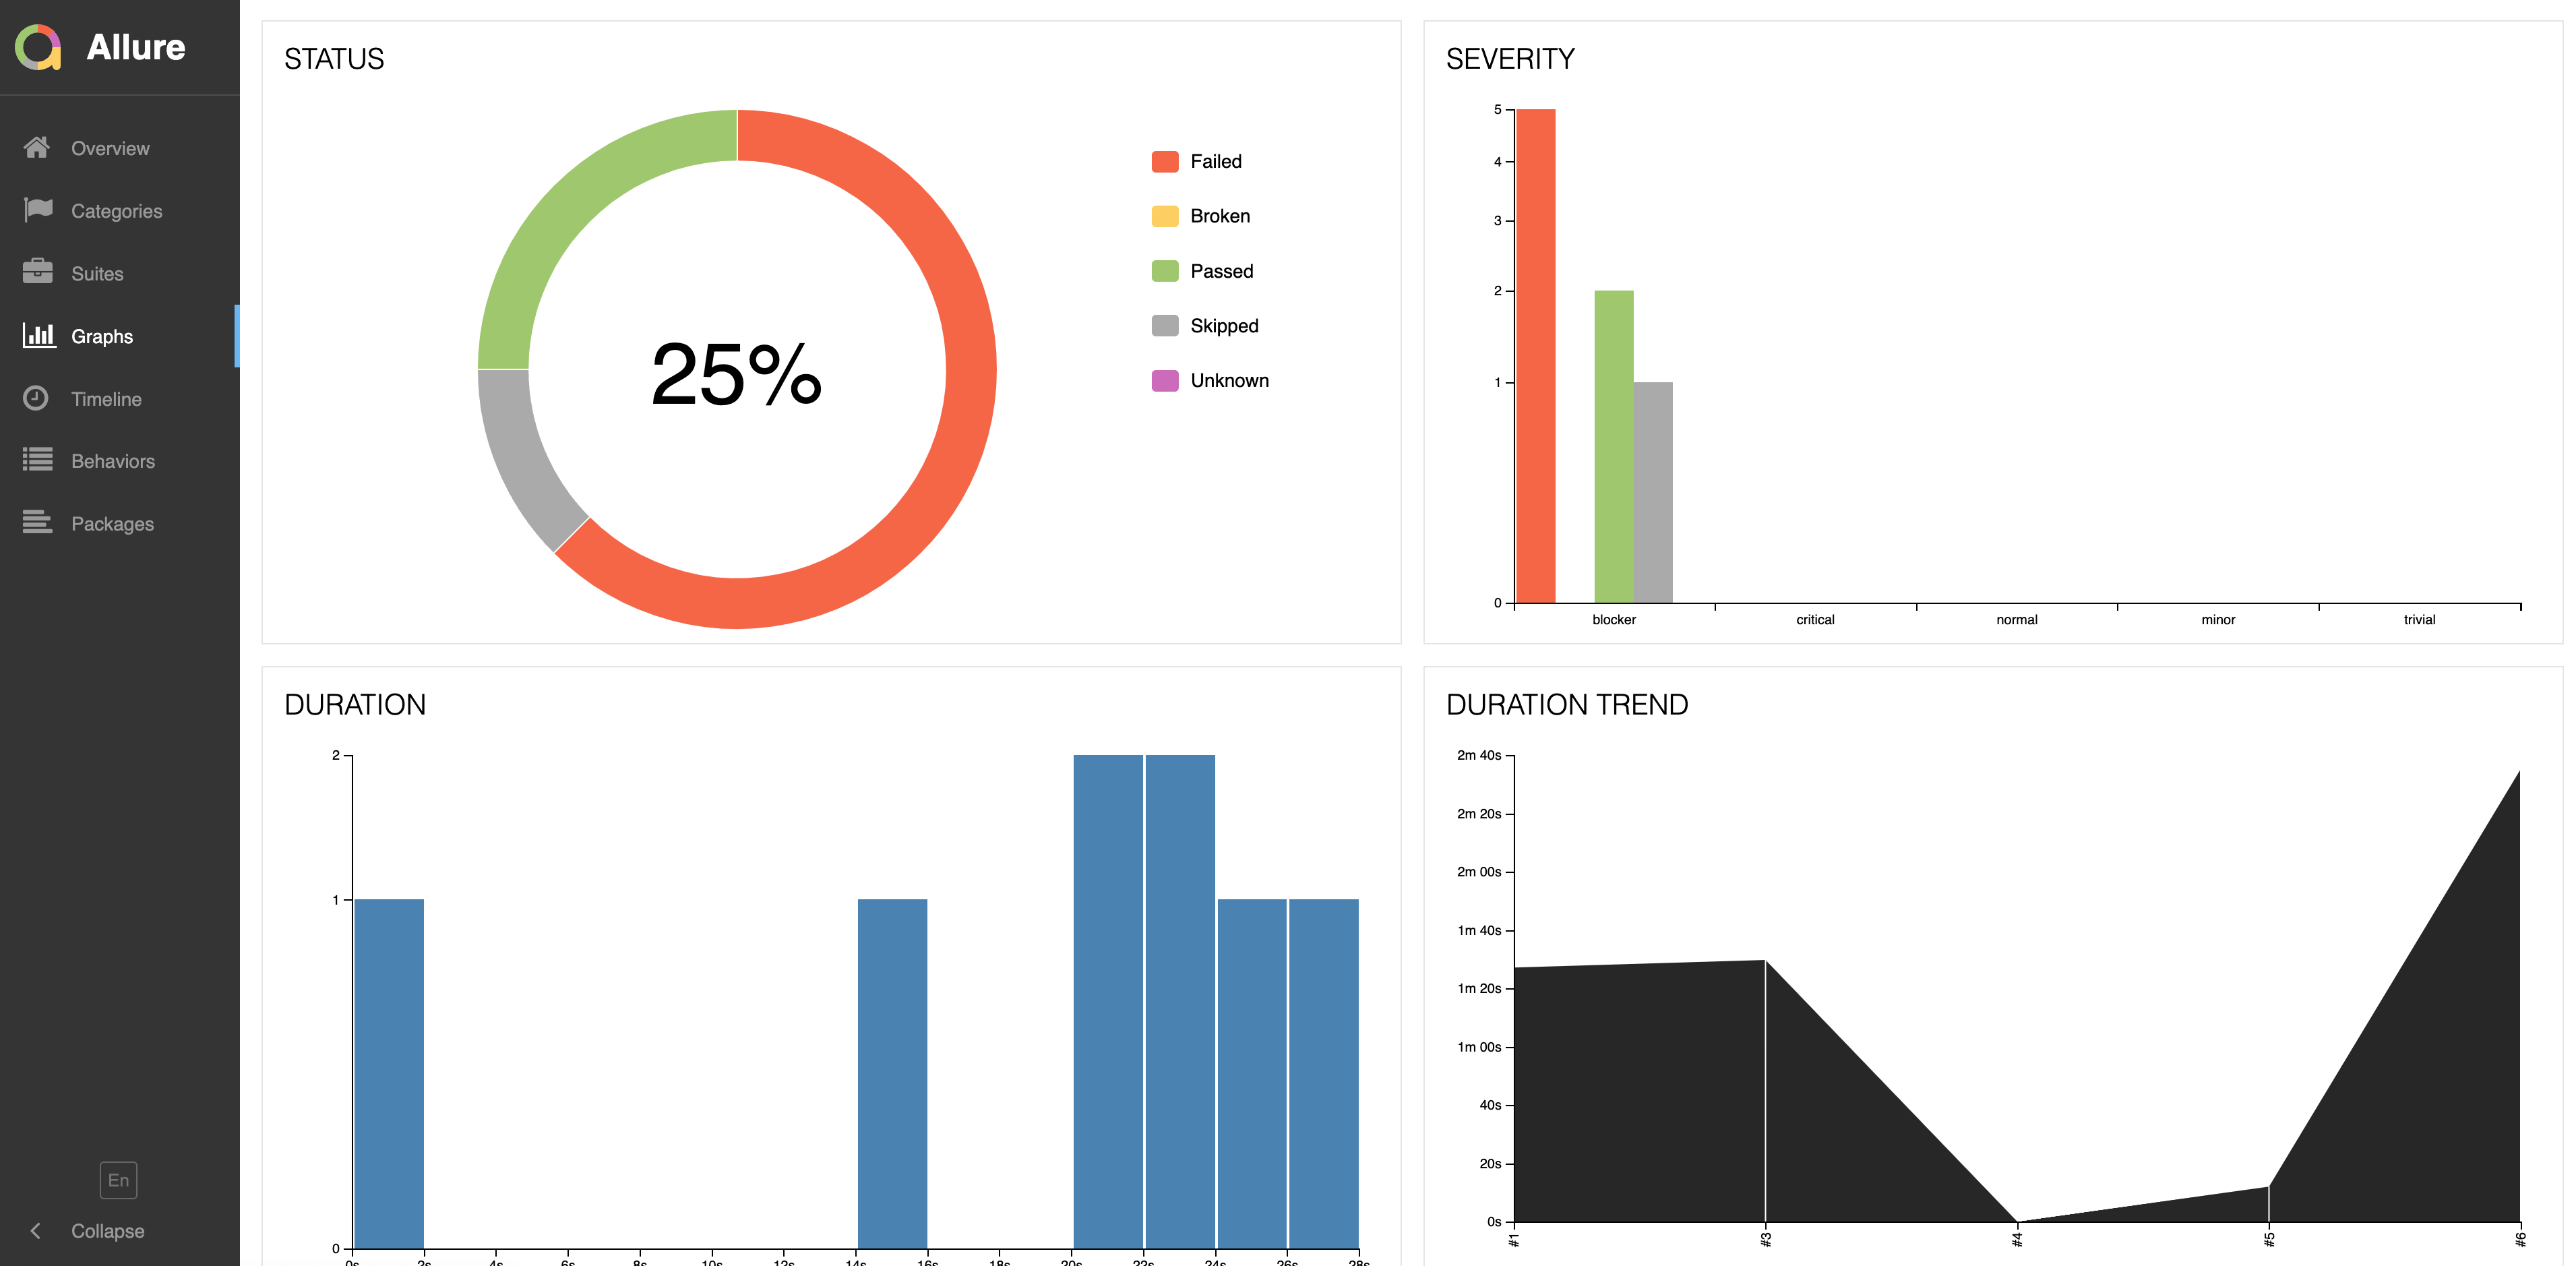 Allure
Overview
Categories
Suites
Graphs
Timeline
Behaviors
Packages
En
Collapse
STATUS
25%
Failed
Broken
Passed
Skipped
Unknown
SEVERITY
5
4
3
2
1
0
blocker critical normal minor trivial
DURATION
2
1
0
0s 2s 4s 6s 8s 10s 12s 14s 16s 18s 20s 22s 24s 26s 28s
DURATION TREND
2m 40s
2m 20s
2m 00s
1m 40s
1m 20s
1m 00s
40s
20s
0s
#1 #3 #4 #5 #6